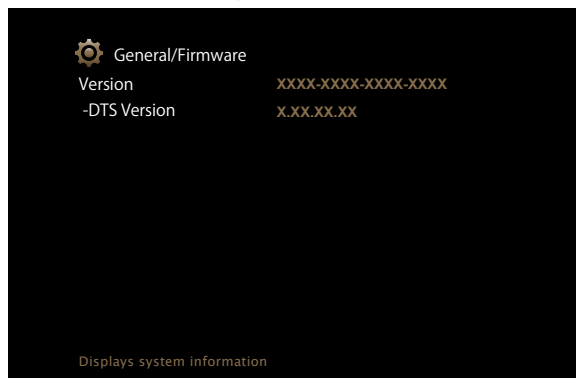 General/Firmware
Version XXXX-XXXX-XXXX-XXXX
-DTS Version X.XX.XX.XX
Displays system information